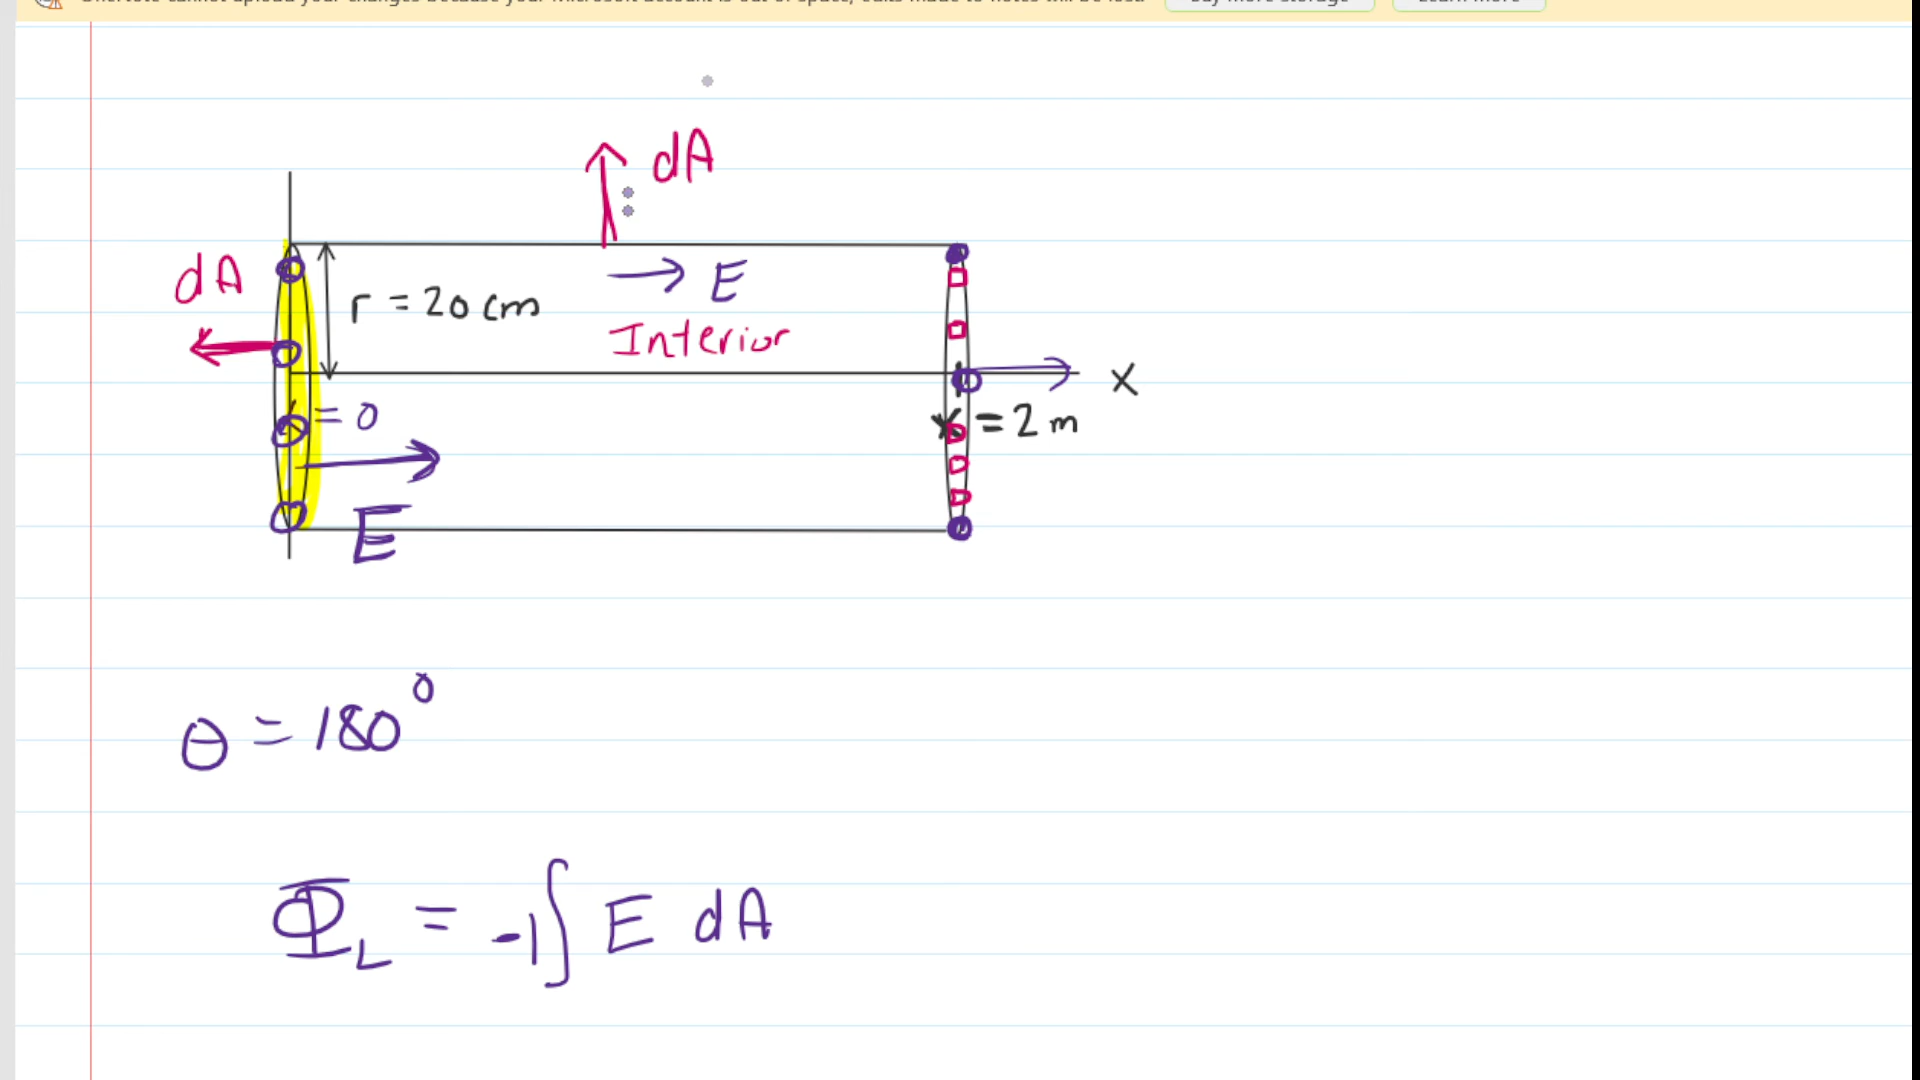 dA
dA
r = 20 cm
E
Interior
x
= 0
x = 2 m
E
θ = 180°
Φ_L = -1∫ E dA